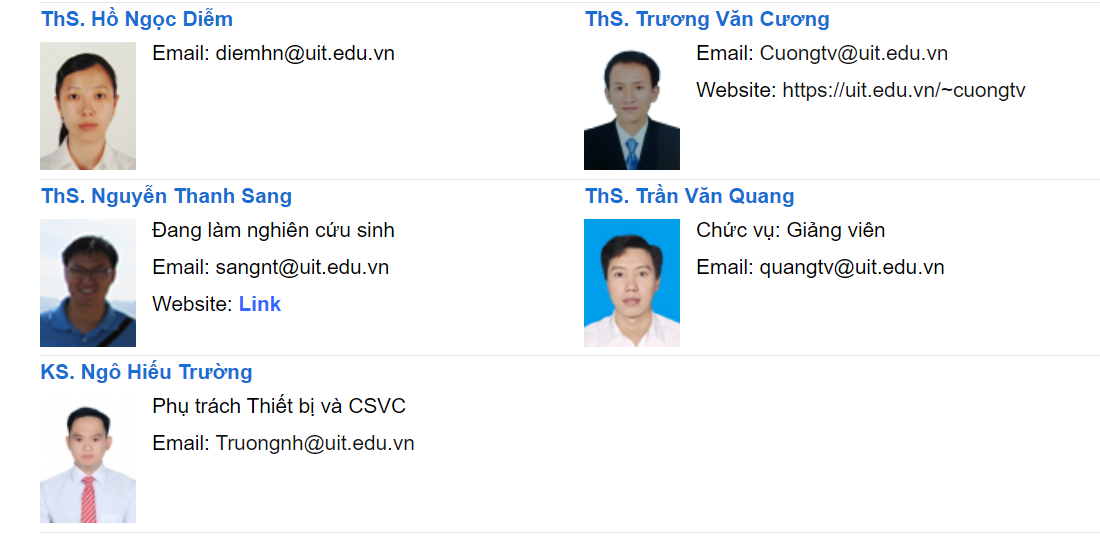 ThS. Hồ Ngọc Diễm
Email: diemhn@uit.edu.vn
ThS. Trương Văn Cương
Email: Cuongtv@uit.edu.vn
Website: https://uit.edu.vn/~cuongtv
ThS. Nguyễn Thanh Sang
Đang làm nghiên cứu sinh
Email: sangnt@uit.edu.vn
Website: Link
ThS. Trần Văn Quang
Chức vụ: Giảng viên
Email: quangtv@uit.edu.vn
KS. Ngô Hiếu Trường
Phụ trách Thiết bị và CSVC
Email: Truongnh@uit.edu.vn